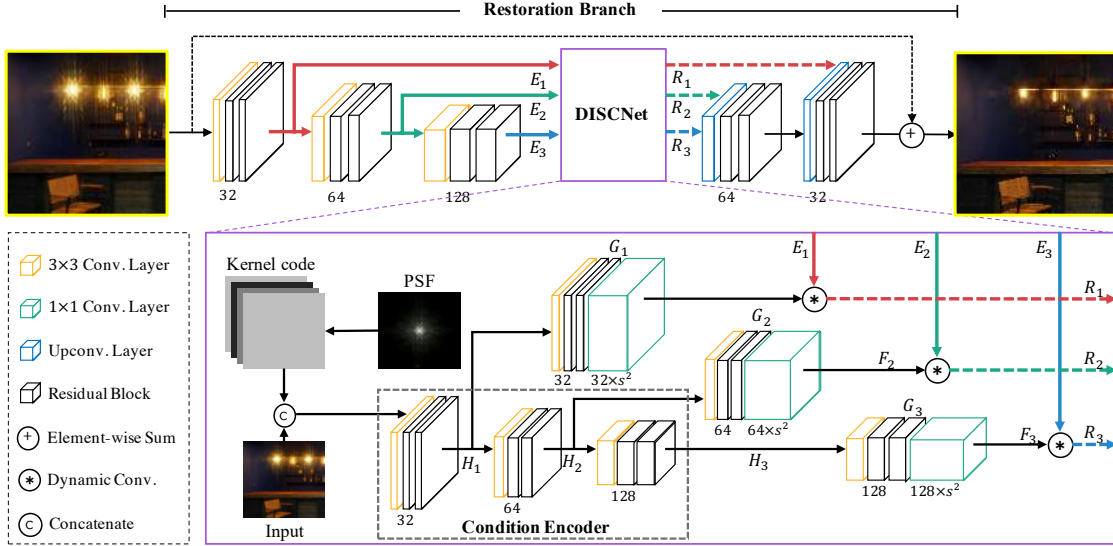 Restoration Branch
E₁
E₂
E₃
DISCNet
R₁
R₂
R₃
+
32
64
128
64
32
3×3 Conv. Layer
1×1 Conv. Layer
Upconv. Layer
Residual Block
+ Element-wise Sum
* Dynamic Conv.
C Concatenate
Kernel code
PSF
C
Input
G₁
32
32×s²
G₂
64
64×s²
G₃
128
128×s²
H₁
H₂
H₃
32
64
128
Condition Encoder
E₁
E₂
E₃
*
R₁
F₂
*
R₂
F₃
*
R₃